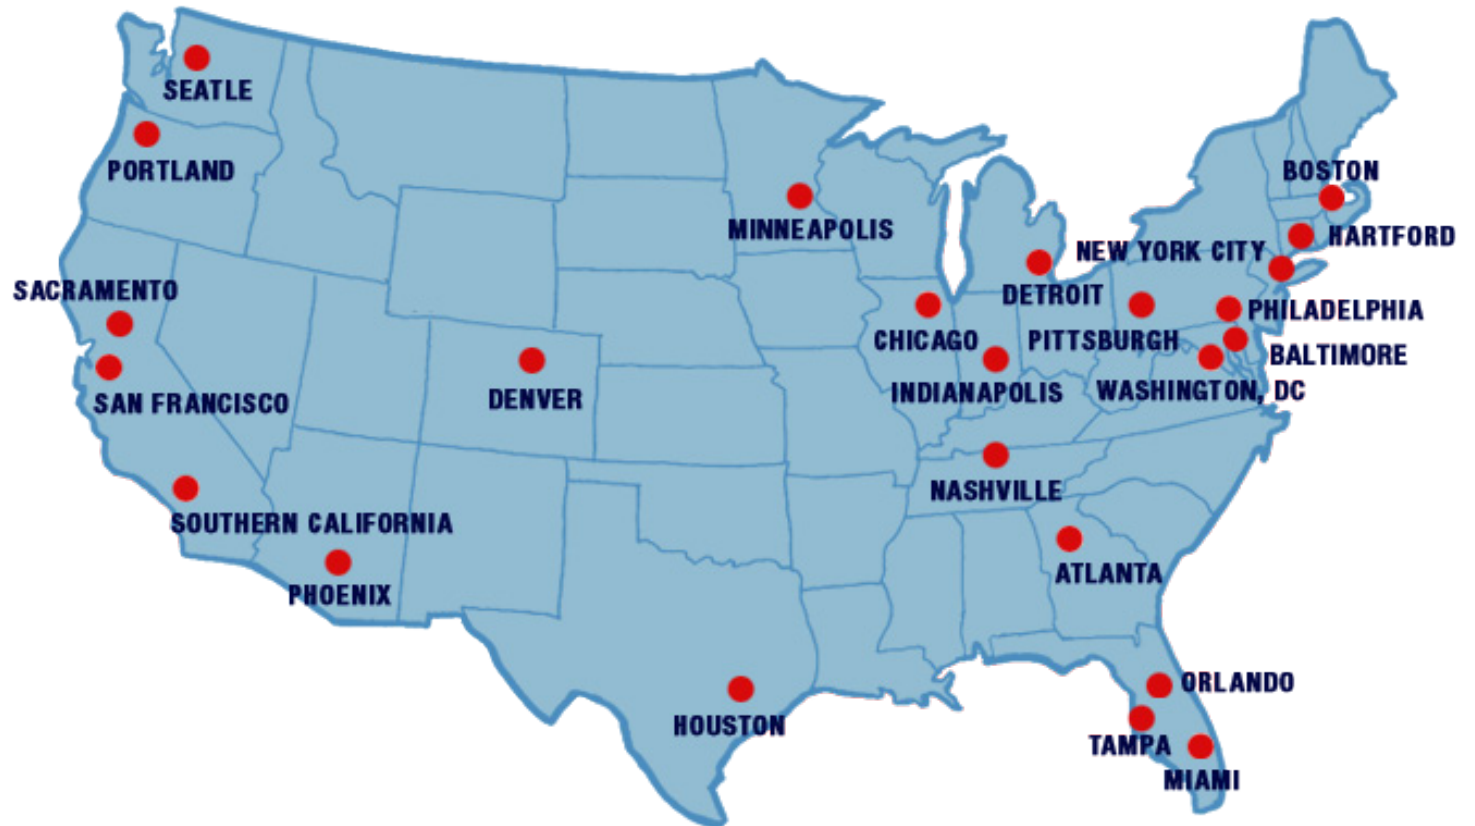 SEATLE
PORTLAND
BOSTON
MINNEAPOLIS
HARTFORD
NEW YORK CITY
SACRAMENTO
DETROIT
PHILADELPHIA
CHICAGO
PITTSBURGH
BALTIMORE
INDIANAPOLIS
WASHINGTON, DC
DENVER
SAN FRANCISCO
NASHVILLE
SOUTHERN CALIFORNIA
ATLANTA
PHOENIX
ORLANDO
HOUSTON
TAMPA
MIAMI